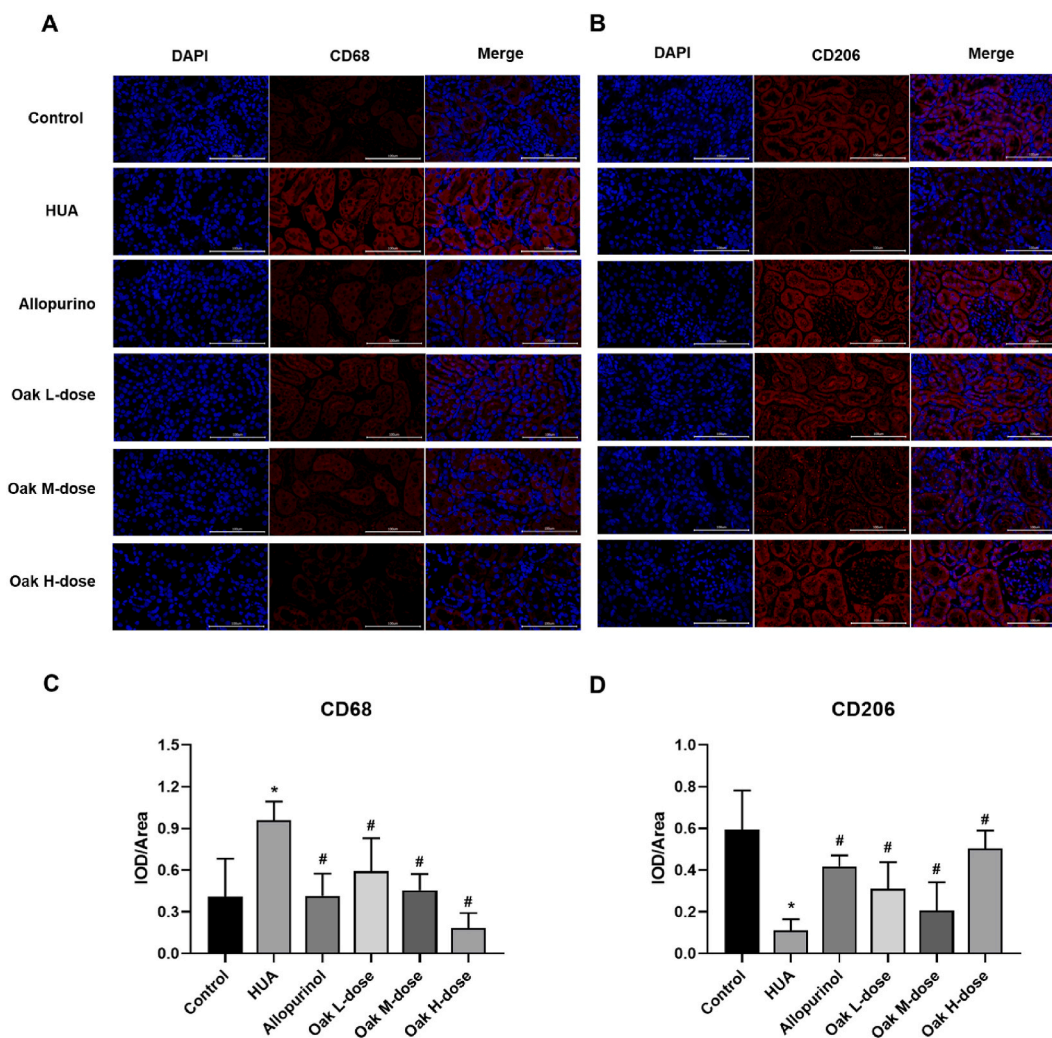 A
B
DAPI CD68 Merge
DAPI CD206 Merge
Control
HUA
Allopurino
Oak L-dose
Oak M-dose
Oak H-dose
C
D
CD68
CD206
IOD/Area
1.5
1.2
0.9
0.6
0.3
0.0
*
#
#
#
#
Control
HUA
Allopurinol
Oak L-dose
Oak M-dose
Oak H-dose
IOD/Area
1.0
0.8
0.6
0.4
0.2
0.0
*
#
#
#
#
Control
HUA
Allopurinol
Oak L-dose
Oak M-dose
Oak H-dose